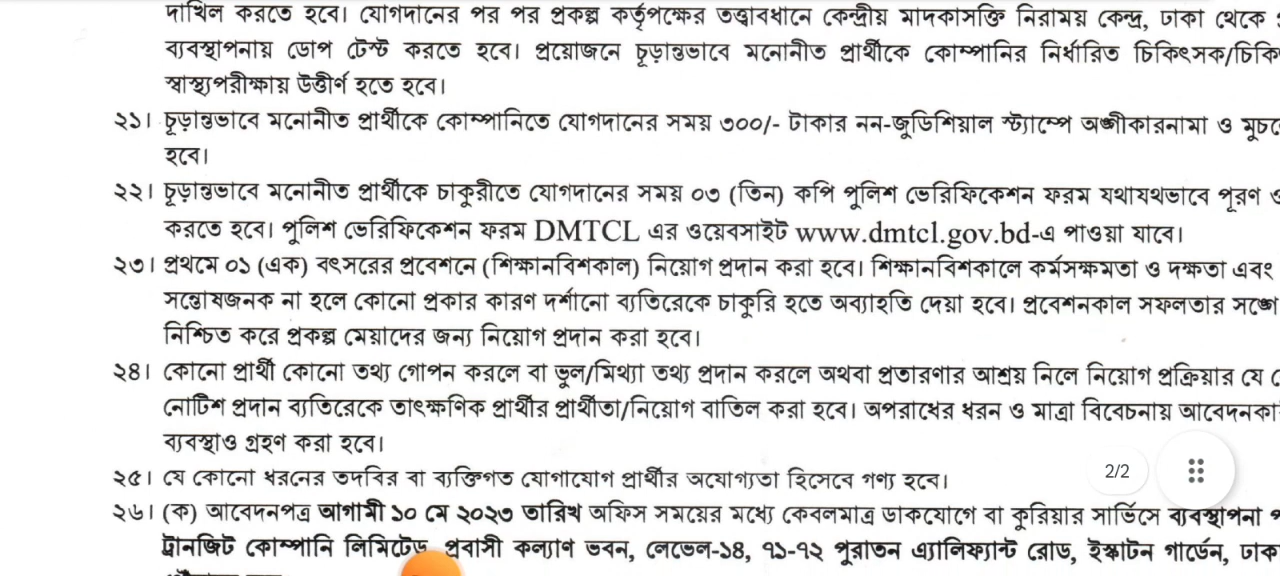 দাখিল করতে হবে। যোগদানের পর পর প্রকল্প কর্তৃপক্ষের তত্ত্বাবধানে কেন্দ্রীয় মাদকাসক্তি নিরাময় কেন্দ্র, ঢাকা থেকে
ব্যবস্থাপনায় ডোপ টেস্ট করতে হবে। প্রয়োজনে চূড়ান্তভাবে মনোনীত প্রার্থীকে কোম্পানির নির্ধারিত চিকিৎসক/চিকি
স্বাস্থ্যপরীক্ষায় উত্তীর্ণ হতে হবে।
২১। চূড়ান্তভাবে মনোনীত প্রার্থীকে কোম্পানিতে যোগদানের সময় ৩০০/- টাকার নন-জুডিশিয়াল স্ট্যাম্পে অঙ্গীকারনামা ও মুচ
হবে।
২২। চূড়ান্তভাবে মনোনীত প্রার্থীকে চাকুরীতে যোগদানের সময় ০৩ (তিন) কপি পুলিশ ভেরিফিকেশন ফরম যথাযথভাবে পূরণ ও
করতে হবে। পুলিশ ভেরিফিকেশন ফরম DMTCL এর ওয়েবসাইট www.dmtcl.gov.bd-এ পাওয়া যাবে।
২৩। প্রথমে ০১ (এক) বৎসরের প্রবেশনে (শিক্ষানবিশকাল) নিয়োগ প্রদান করা হবে। শিক্ষানবিশকালে কর্মসক্ষমতা ও দক্ষতা এবং
সন্তোষজনক না হলে কোনো প্রকার কারণ দর্শানো ব্যতিরেকে চাকুরি হতে অব্যাহতি দেয়া হবে। প্রবেশনকাল সফলতার সঙ্গে
নিশ্চিত করে প্রকল্প মেয়াদের জন্য নিয়োগ প্রদান করা হবে।
২৪। কোনো প্রার্থী কোনো তথ্য গোপন করলে বা ভুল/মিথ্যা তথ্য প্রদান করলে অথবা প্রতারণার আশ্রয় নিলে নিয়োগ প্রক্রিয়ার যে
নোটিশ প্রদান ব্যতিরেকে তাৎক্ষণিক প্রার্থীর প্রার্থীতা/নিয়োগ বাতিল করা হবে। অপরাধের ধরন ও মাত্রা বিবেচনায় আবেদনকা
ব্যবস্থাও গ্রহণ করা হবে।
২৫। যে কোনো ধরনের তদবির বা ব্যক্তিগত যোগাযোগ প্রার্থীর অযোগ্যতা হিসেবে গণ্য হবে।
2/2
২৬। (ক) আবেদনপত্র আগামী ১০ মে ২০২৩ তারিখ অফিস সময়ের মধ্যে কেবলমাত্র ডাকযোগে বা কুরিয়ার সার্ভিসে ব্যবস্থাপনা প
ট্রানজিট কোম্পানি লিমিটেড, প্রবাসী কল্যাণ ভবন, লেভেল-১৪, ৭১-৭২ পুরাতন এ্যালিফ্যান্ট রোড, ইস্কাটন গার্ডেন, ঢাক